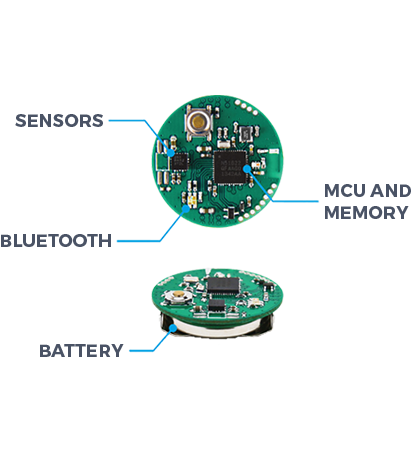 SENSORS
MCU AND
MEMORY
BLUETOOTH
BATTERY